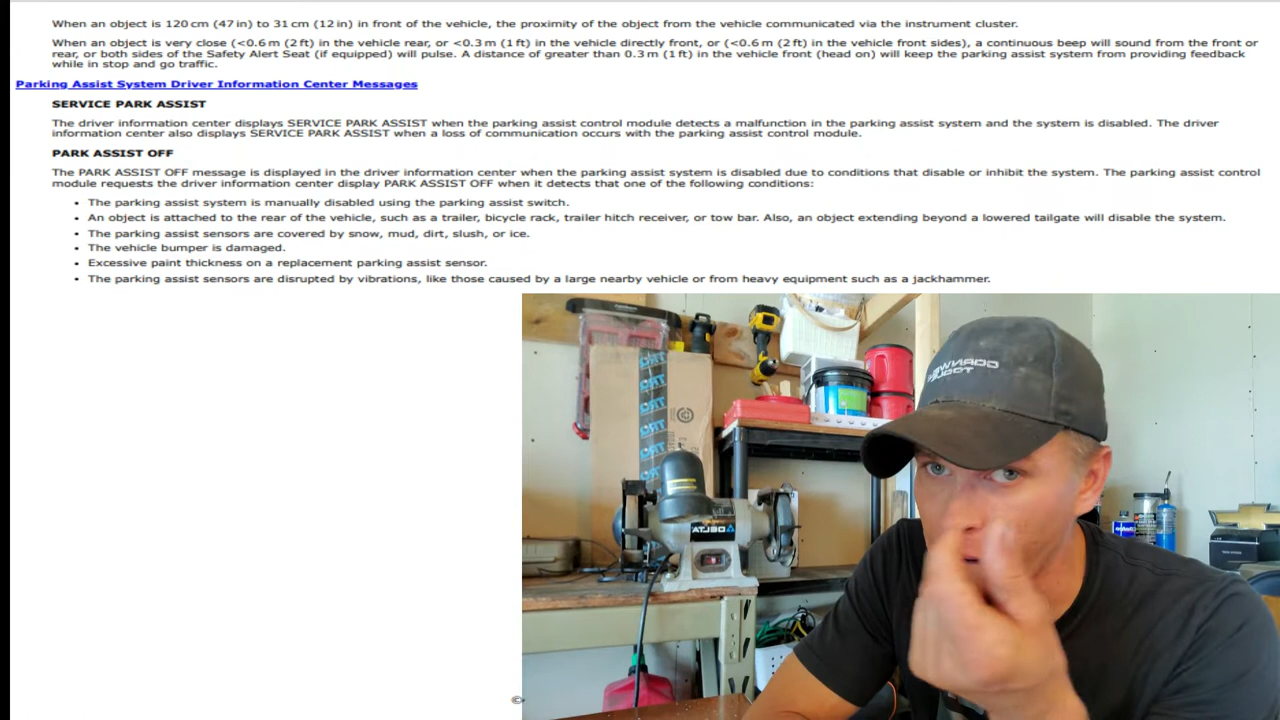 When an object is 120 cm (47 in) to 31 cm (12 in) in front of the vehicle, the proximity of the object from the vehicle communicated via the instrument cluster.
When an object is very close (<0.6 m (2 ft) in the vehicle rear, or <0.3 m (1 ft) in the vehicle directly front, or (<0.6 m (2 ft) in the vehicle front sides), a continuous beep will sound from the front or
rear, or both sides of the Safety Alert Seat (if equipped) will pulse. A distance of greater than 0.3 m (1 ft) in the vehicle front (head on) will keep the parking assist system from providing feedback
while in stop and go traffic.
Parking Assist System Driver Information Center Messages
SERVICE PARK ASSIST
The driver information center displays SERVICE PARK ASSIST when the parking assist control module detects a malfunction in the parking assist system and the system is disabled. The driver
information center also displays SERVICE PARK ASSIST when a loss of communication occurs with the parking assist control module.
PARK ASSIST OFF
The PARK ASSIST OFF message is displayed in the driver information center when the parking assist system is disabled due to conditions that disable or inhibit the system. The parking assist control
module requests the driver information center display PARK ASSIST OFF when it detects that one of the following conditions:
• The parking assist system is manually disabled using the parking assist switch.
• An object is attached to the rear of the vehicle, such as a trailer, bicycle rack, trailer hitch receiver, or tow bar. Also, an object extending beyond a lowered tailgate will disable the system.
• The parking assist sensors are covered by snow, mud, dirt, slush, or ice.
• The vehicle bumper is damaged.
• Excessive paint thickness on a replacement parking assist sensor.
• The parking assist sensors are disrupted by vibrations, like those caused by a large nearby vehicle or from heavy equipment such as a jackhammer.
TRQ
TRQ
TRQ
TRQ
TRQ
DELTA
©